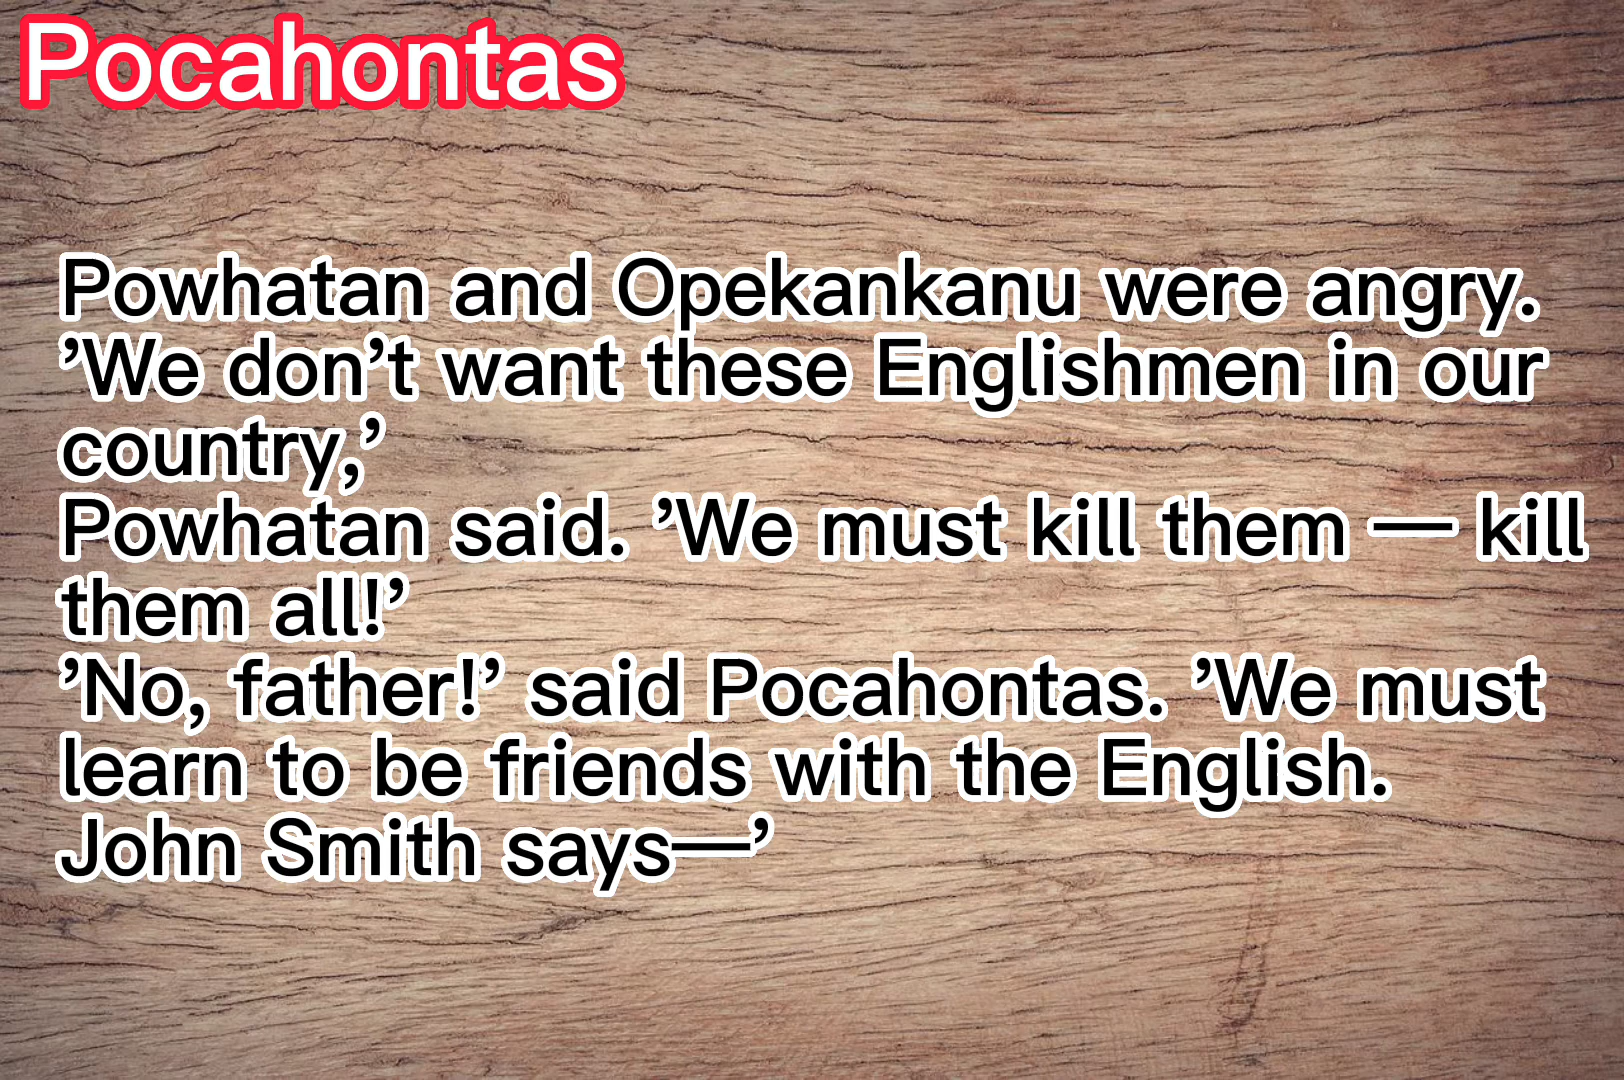 Pocahontas
Powhatan and Opekankanu were angry.
’We don’t want these Englishmen in our
country,’
Powhatan said. ’We must kill them — kill
them all!’
’No, father!’ said Pocahontas. ’We must
learn to be friends with the English.
John Smith says—’